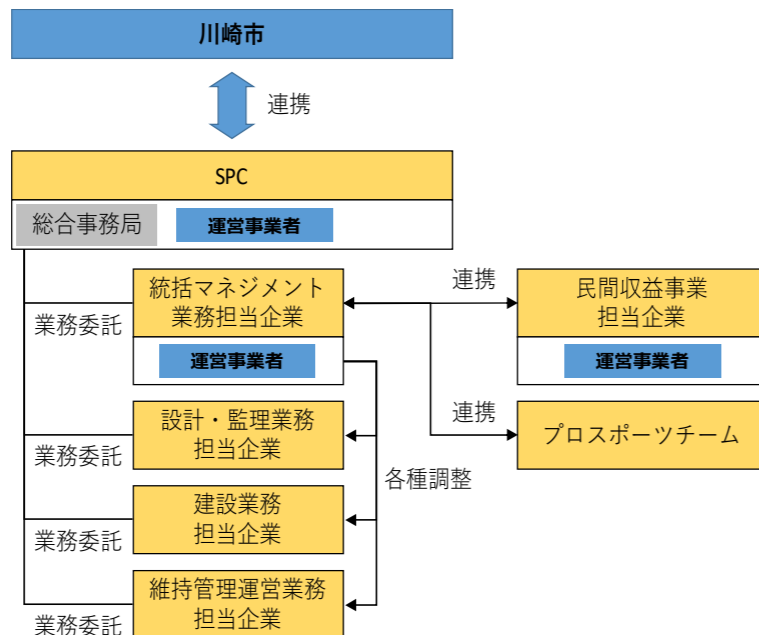 川崎市
連携
SPC
総合事務局
運営事業者
統括マネジメント
業務担当企業
運営事業者
業務委託
連携
民間収益事業
担当企業
運営事業者
設計・監理業務
担当企業
業務委託
連携
プロスポーツチーム
各種調整
建設業務
担当企業
業務委託
維持管理運営業務
担当企業
業務委託